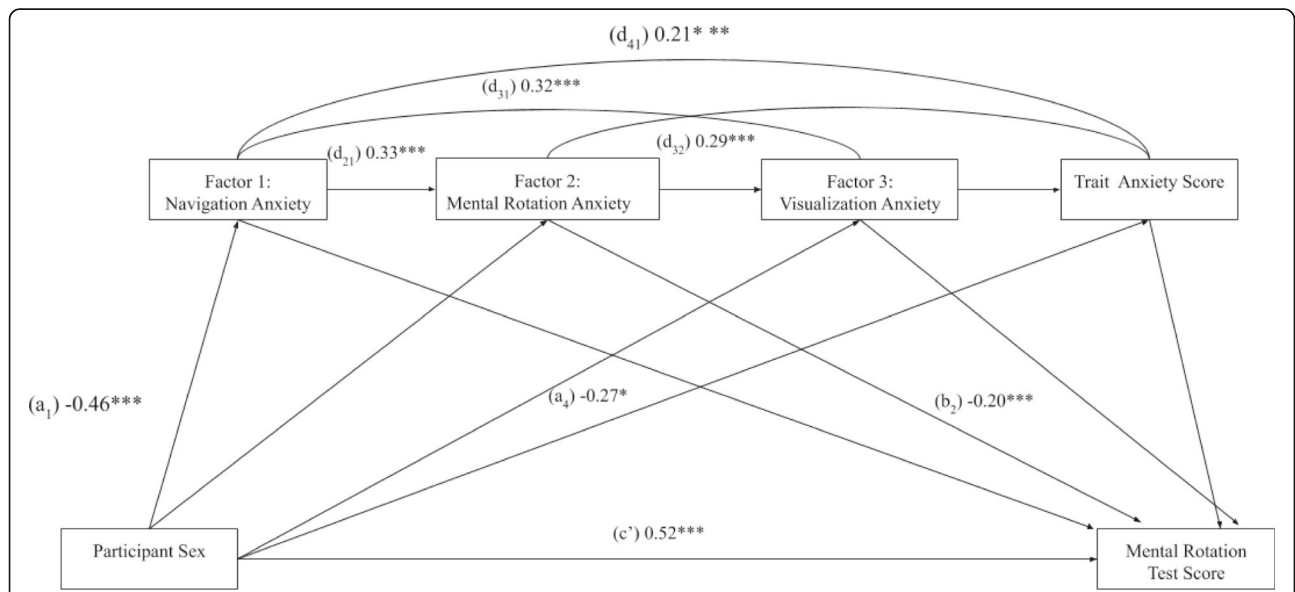 (d41) 0.21* **
(d31) 0.32***
(d21) 0.33***
(d32) 0.29***
Factor 1:
Navigation Anxiety
Factor 2:
Mental Rotation Anxiety
Factor 3:
Visualization Anxiety
Trait Anxiety Score
(a1) -0.46***
(a4) -0.27*
(b2) -0.20***
(c’) 0.52***
Participant Sex
Mental Rotation
Test Score